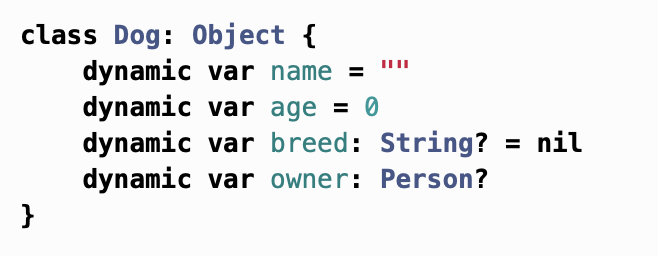 class Dog: Object {
    dynamic var name = ""
    dynamic var age = 0
    dynamic var breed: String? = nil
    dynamic var owner: Person?
}